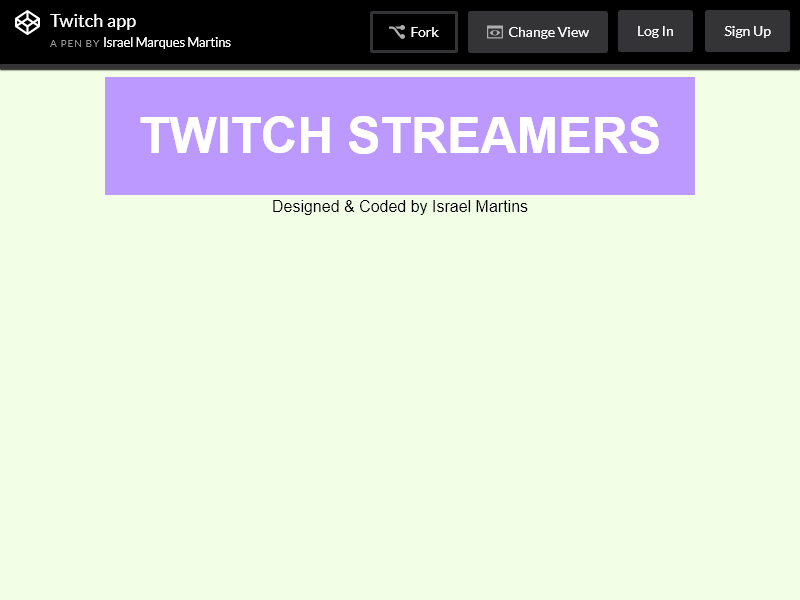 Twitch app
A PEN BY Israel Marques Martins
Fork
Change View
Log In
Sign Up
TWITCH STREAMERS
Designed & Coded by Israel Martins